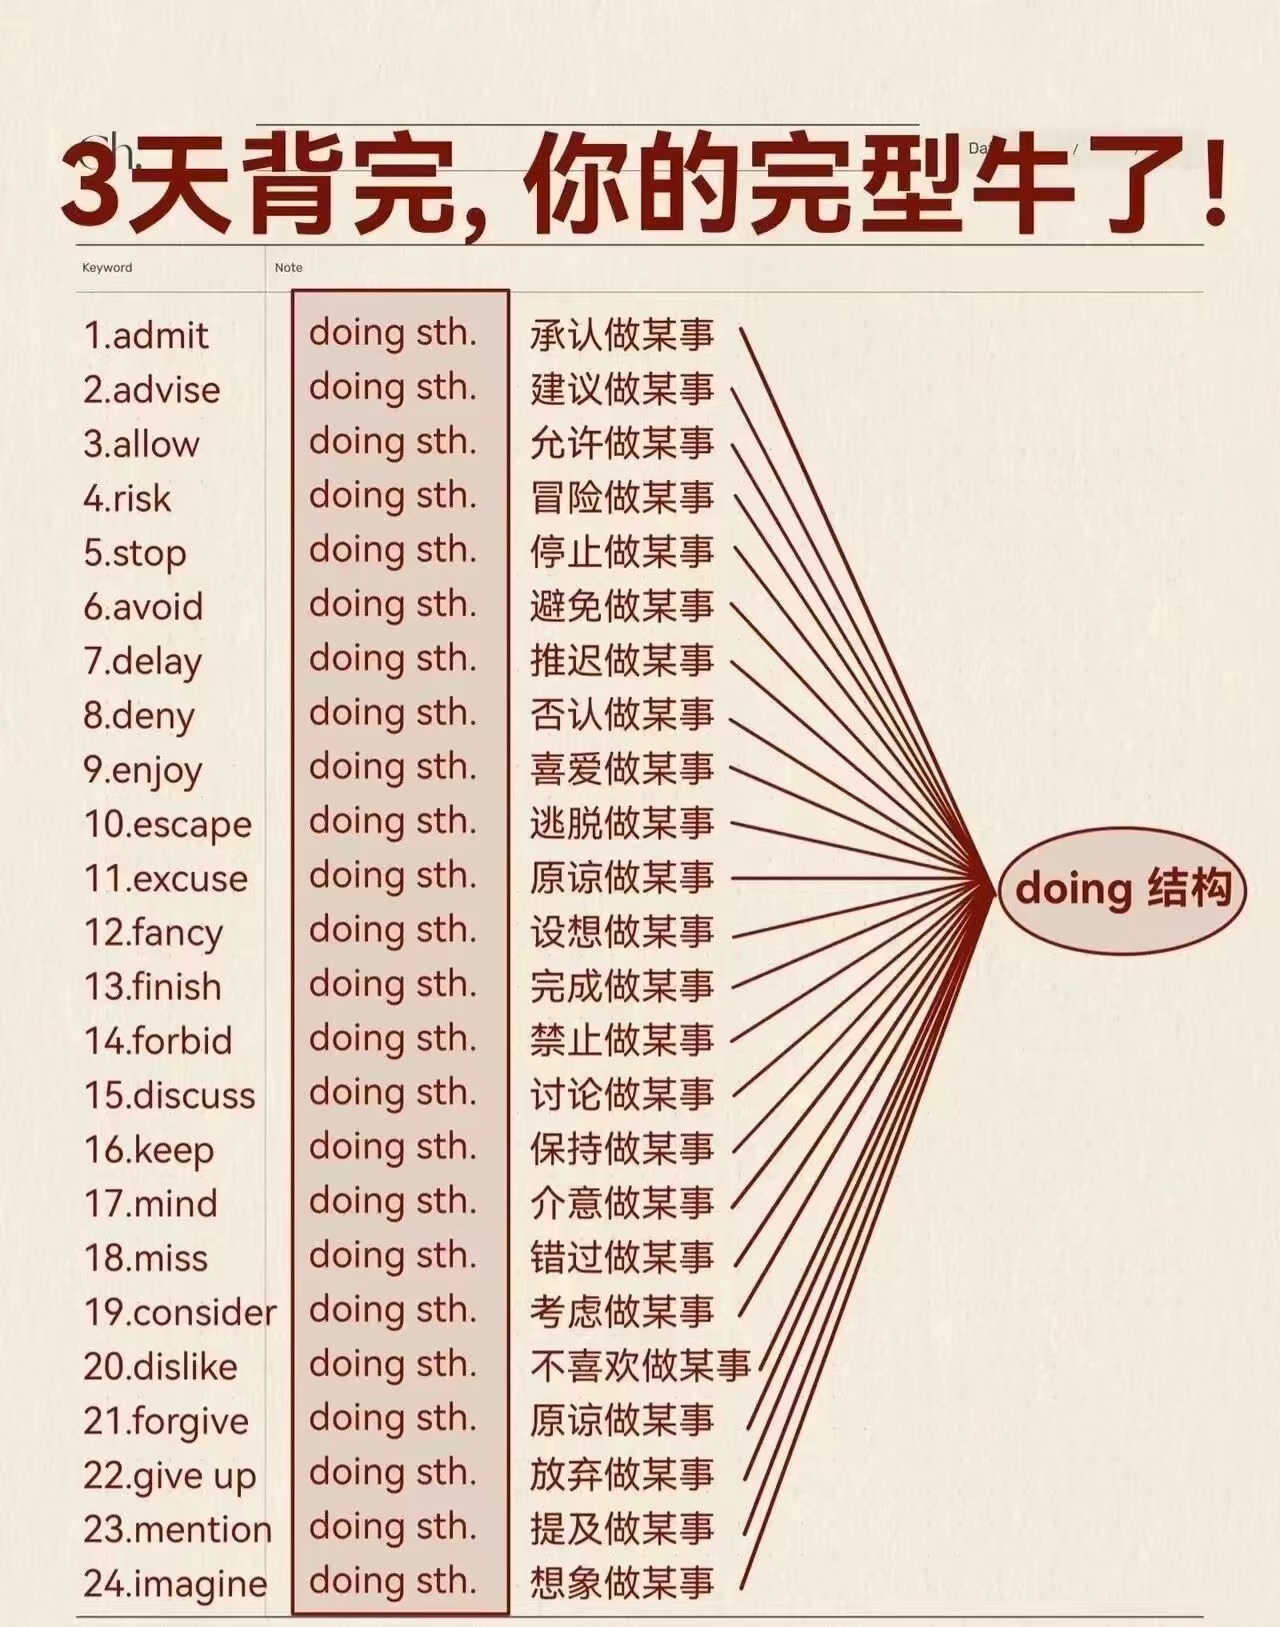 Ch.
3天背完, 你的完型牛了!
Keyword Note
1.admit doing sth. 承认做某事
2.advise doing sth. 建议做某事
3.allow doing sth. 允许做某事
4.risk doing sth. 冒险做某事
5.stop doing sth. 停止做某事
6.avoid doing sth. 避免做某事
7.delay doing sth. 推迟做某事
8.deny doing sth. 否认做某事
9.enjoy doing sth. 喜爱做某事
10.escape doing sth. 逃脱做某事
11.excuse doing sth. 原谅做某事
doing 结构
12.fancy doing sth. 设想做某事
13.finish doing sth. 完成做某事
14.forbid doing sth. 禁止做某事
15.discuss doing sth. 讨论做某事
16.keep doing sth. 保持做某事
17.mind doing sth. 介意做某事
18.miss doing sth. 错过做某事
19.consider doing sth. 考虑做某事
20.dislike doing sth. 不喜欢做某事
21.forgive doing sth. 原谅做某事
22.give up doing sth. 放弃做某事
23.mention doing sth. 提及做某事
24.imagine doing sth. 想象做某事